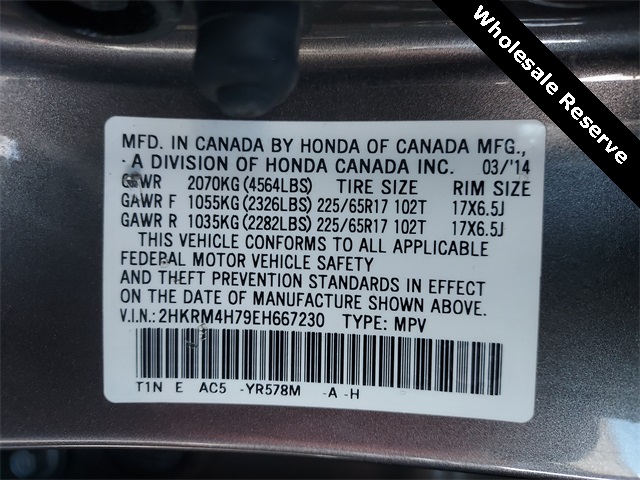 Wholesale Reserve
MFD. IN CANADA BY HONDA OF CANADA MFG.,
A DIVISION OF HONDA CANADA INC. 03/'14
GVWR 2070KG (4564LBS) TIRE SIZE RIM SIZE
GAWR F 1055KG (2326LBS) 225/65R17 102T 17X6.5J
GAWR R 1035KG (2282LBS) 225/65R17 102T 17X6.5J
THIS VEHICLE CONFORMS TO ALL APPLICABLE
FEDERAL MOTOR VEHICLE SAFETY
AND THEFT PREVENTION STANDARDS IN EFFECT
ON THE DATE OF MANUFACTURE SHOWN ABOVE.
V.I.N.: 2HKRM4H79EH667230 TYPE: MPV
T1N E AC5 -YR578M -A -H